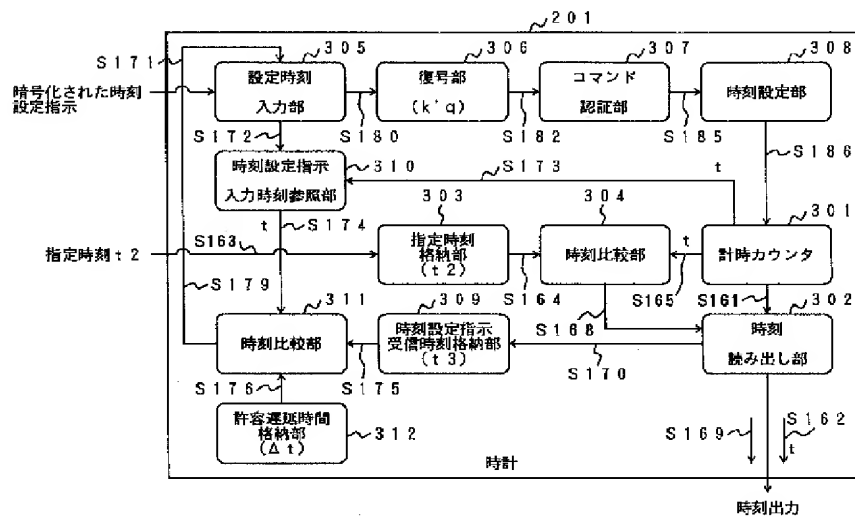 201
S171
305
306
307
308
暗号化された時刻
設定指示
設定時刻
入力部
復号部
(k'q)
コマンド
認証部
時刻設定部
S172
S180
S182
S185
S186
時刻設定指示
入力時刻参照部
310
S173
t
t
S174
303
304
301
指定時刻t2
S163
指定時刻
格納部
(t2)
時刻比較部
t
計時カウンタ
S179
311
309
S164
S168
S165
S161
302
時刻比較部
時刻設定指示
受信時刻格納部
(t3)
時刻
読み出し部
S176
S175
S170
許容遅延時間
格納部
(Δt)
312
S169
S162
t
時計
時刻出力